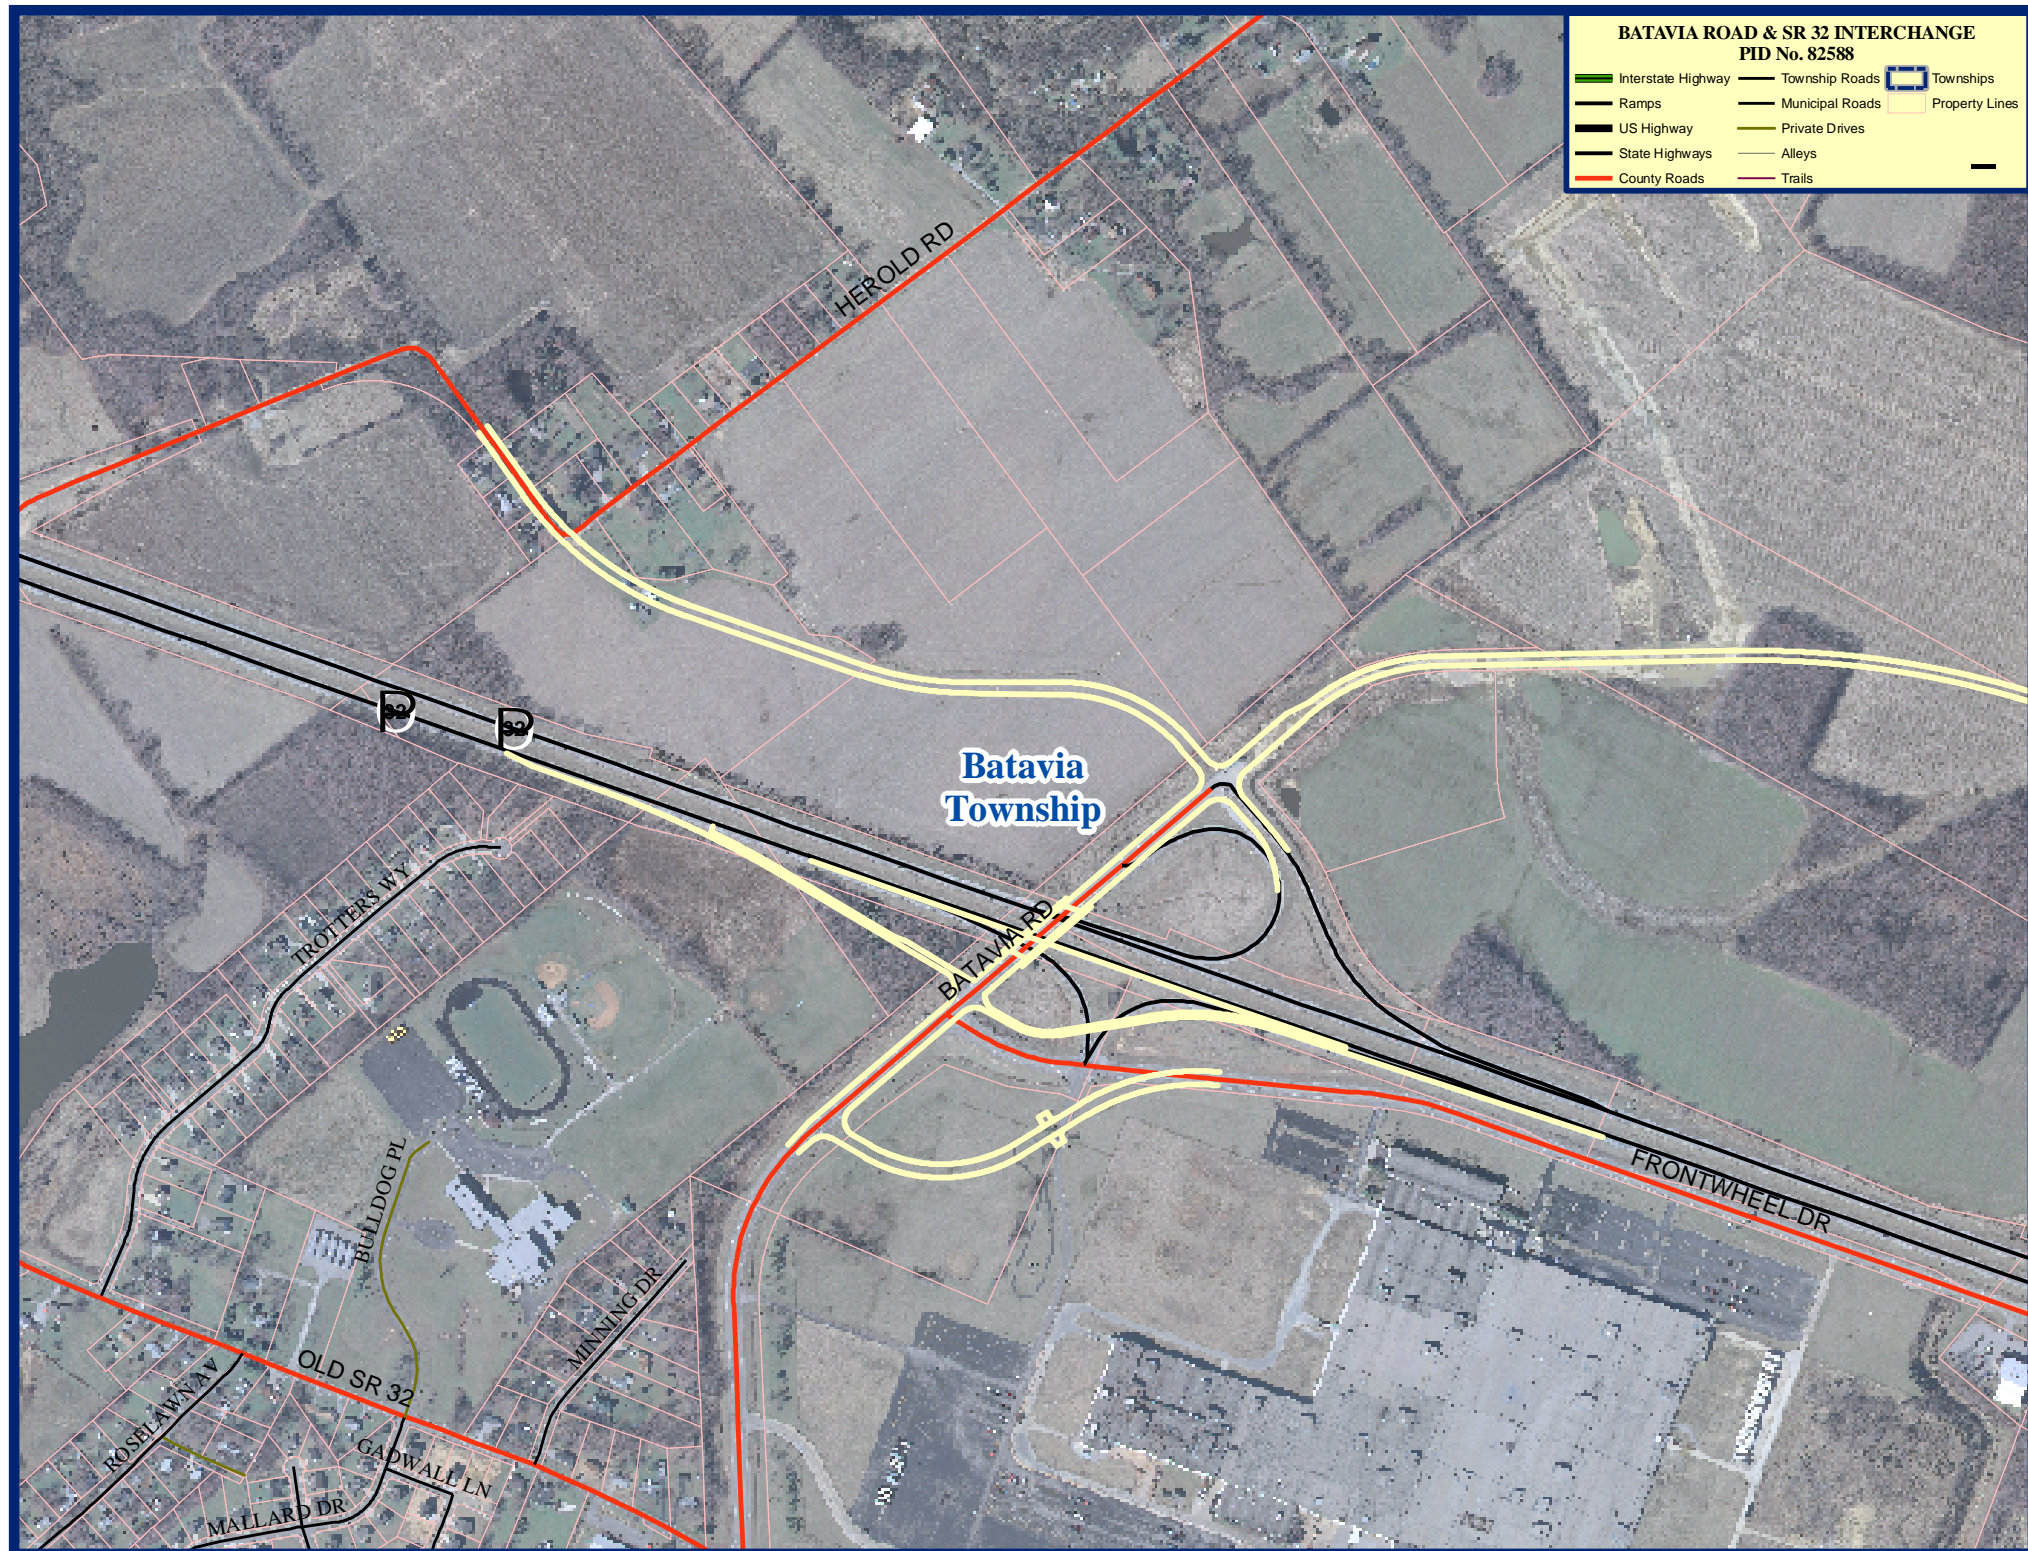 BATAVIA ROAD & SR 32 INTERCHANGE
PID No. 82588
Interstate Highway
Township Roads
Townships
Ramps
Municipal Roads
Property Lines
US Highway
Private Drives
State Highways
Alleys
County Roads
Trails
HEROLD RD
32
32
Batavia
Township
TROTTERS WY
BATAVIA RD
BULLDOG PL
FRONTWHEEL DR
MINNING DR
OLD SR 32
ROSELAWN AV
GADWALL LN
MALLARD DR